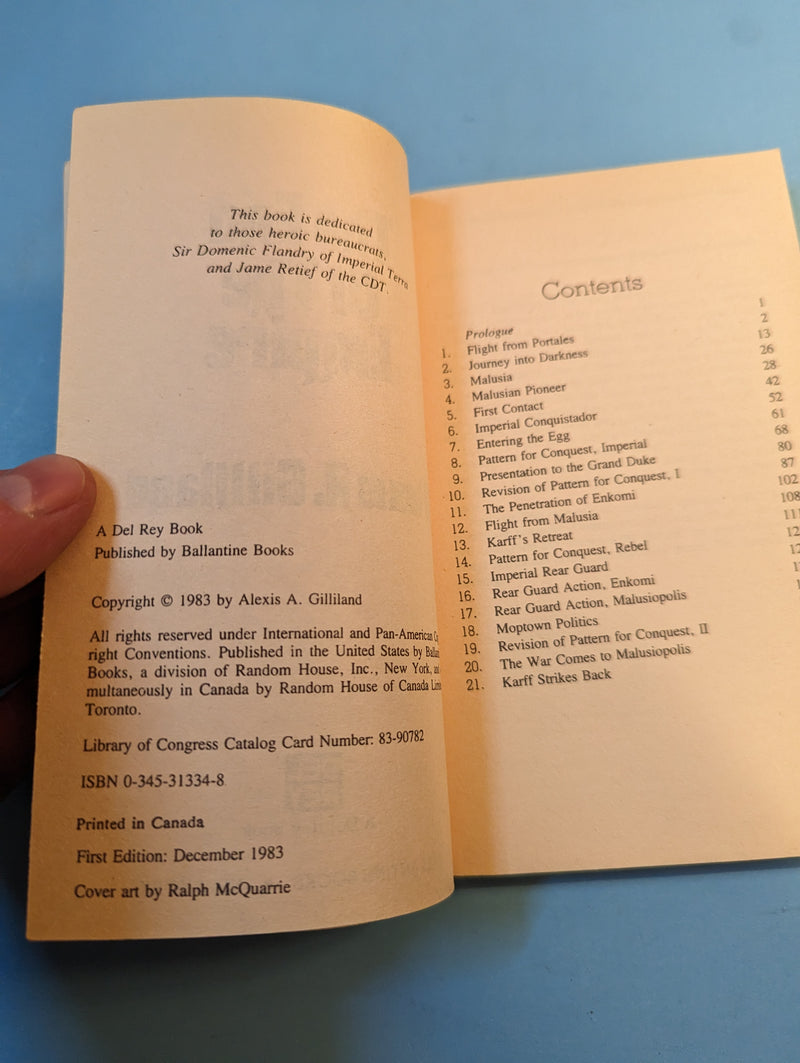 This book is dedicated
to those heroic bureaucrats,
Sir Domenic Flandry of Imperial Terra
and Jame Retief of the CDT.
A Del Rey Book
Published by Ballantine Books
Copyright © 1983 by Alexis A. Gilliland
All rights reserved under International and Pan-American
right Conventions. Published in the United States by
Books, a division of Random House, Inc., New York,
multaneously in Canada by Random House of Canada
Toronto.
Library of Congress Catalog Card Number: 83-90782
ISBN 0-345-31334-8
Printed in Canada
First Edition: December 1983
Cover art by Ralph McQuarrie
Contents
Prologue 1
1. Flight from Portales 2
2. Journey into Darkness 13
3. Malusia 26
4. Malusian Pioneer 28
5. First Contact 42
6. Imperial Conquistador 52
7. Entering the Egg 61
8. Pattern for Conquest, Imperial 68
9. Presentation to the Grand Duke 80
10. Revision of Pattern for Conquest, I 87
11. The Penetration of Enkomi 102
12. Flight from Malusia 108
13. Karff's Retreat
14. Pattern for Conquest, Rebel
15. Imperial Rear Guard
16. Rear Guard Action, Enkomi
17. Rear Guard Action, Malusiopolis
18. Moptown Politics
19. Revision of Pattern for Conquest, II
20. The War Comes to Malusiopolis
21. Karff Strikes Back